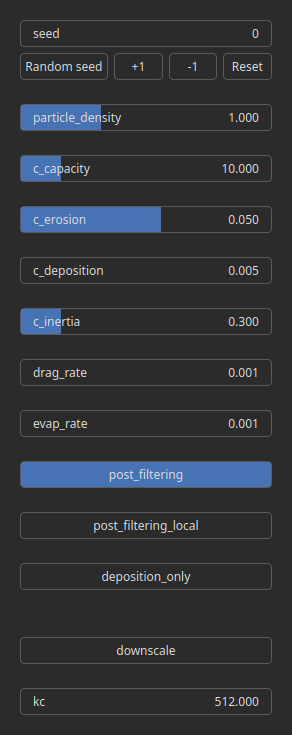 seed 0
Random seed +1 -1 Reset
particle_density 1.000
c_capacity 10.000
c_erosion 0.050
c_deposition 0.005
c_inertia 0.300
drag_rate 0.001
evap_rate 0.001
post_filtering
post_filtering_local
deposition_only
downscale
kc 512.000